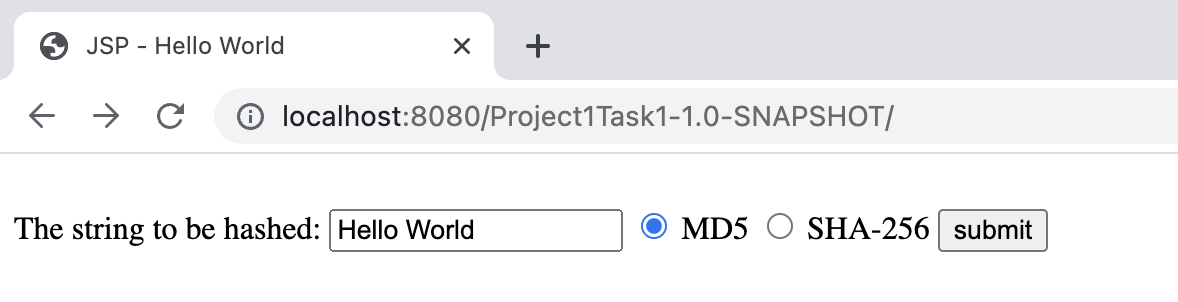 JSP - Hello World
localhost:8080/Project1Task1-1.0-SNAPSHOT/
The string to be hashed: Hello World MD5 SHA-256 submit